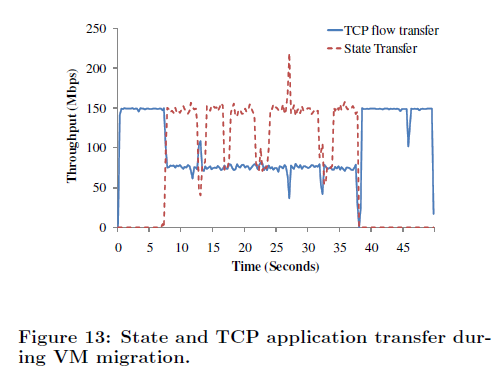 250
TCP flow transfer
State Transfer
200
150
100
50
0
Throughput (Mbps)
0 5 10 15 20 25 30 35 40 45
Time (Seconds)
Figure 13: State and TCP application transfer dur-
ing VM migration.